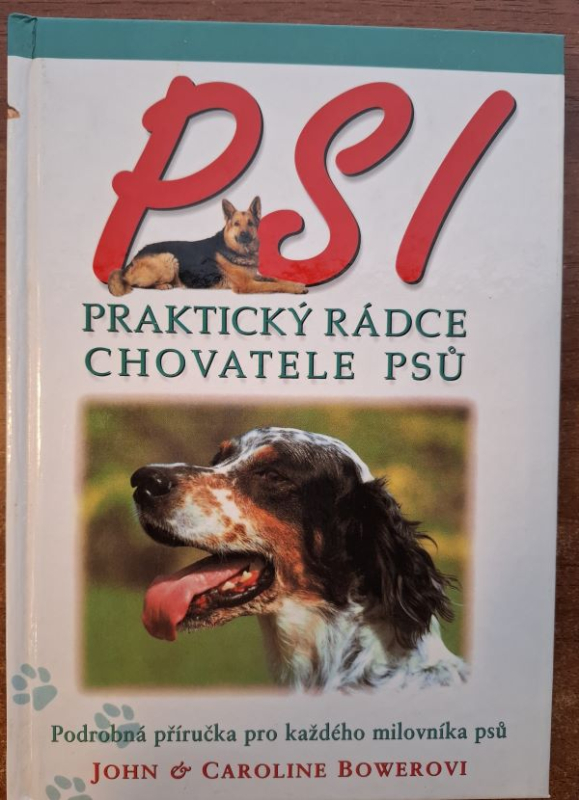 PSI
PRAKTICKÝ RÁDCE
CHOVATELE PSŮ
Podrobná příručka pro každého milovníka psů
JOHN & CAROLINE BOWEROVI